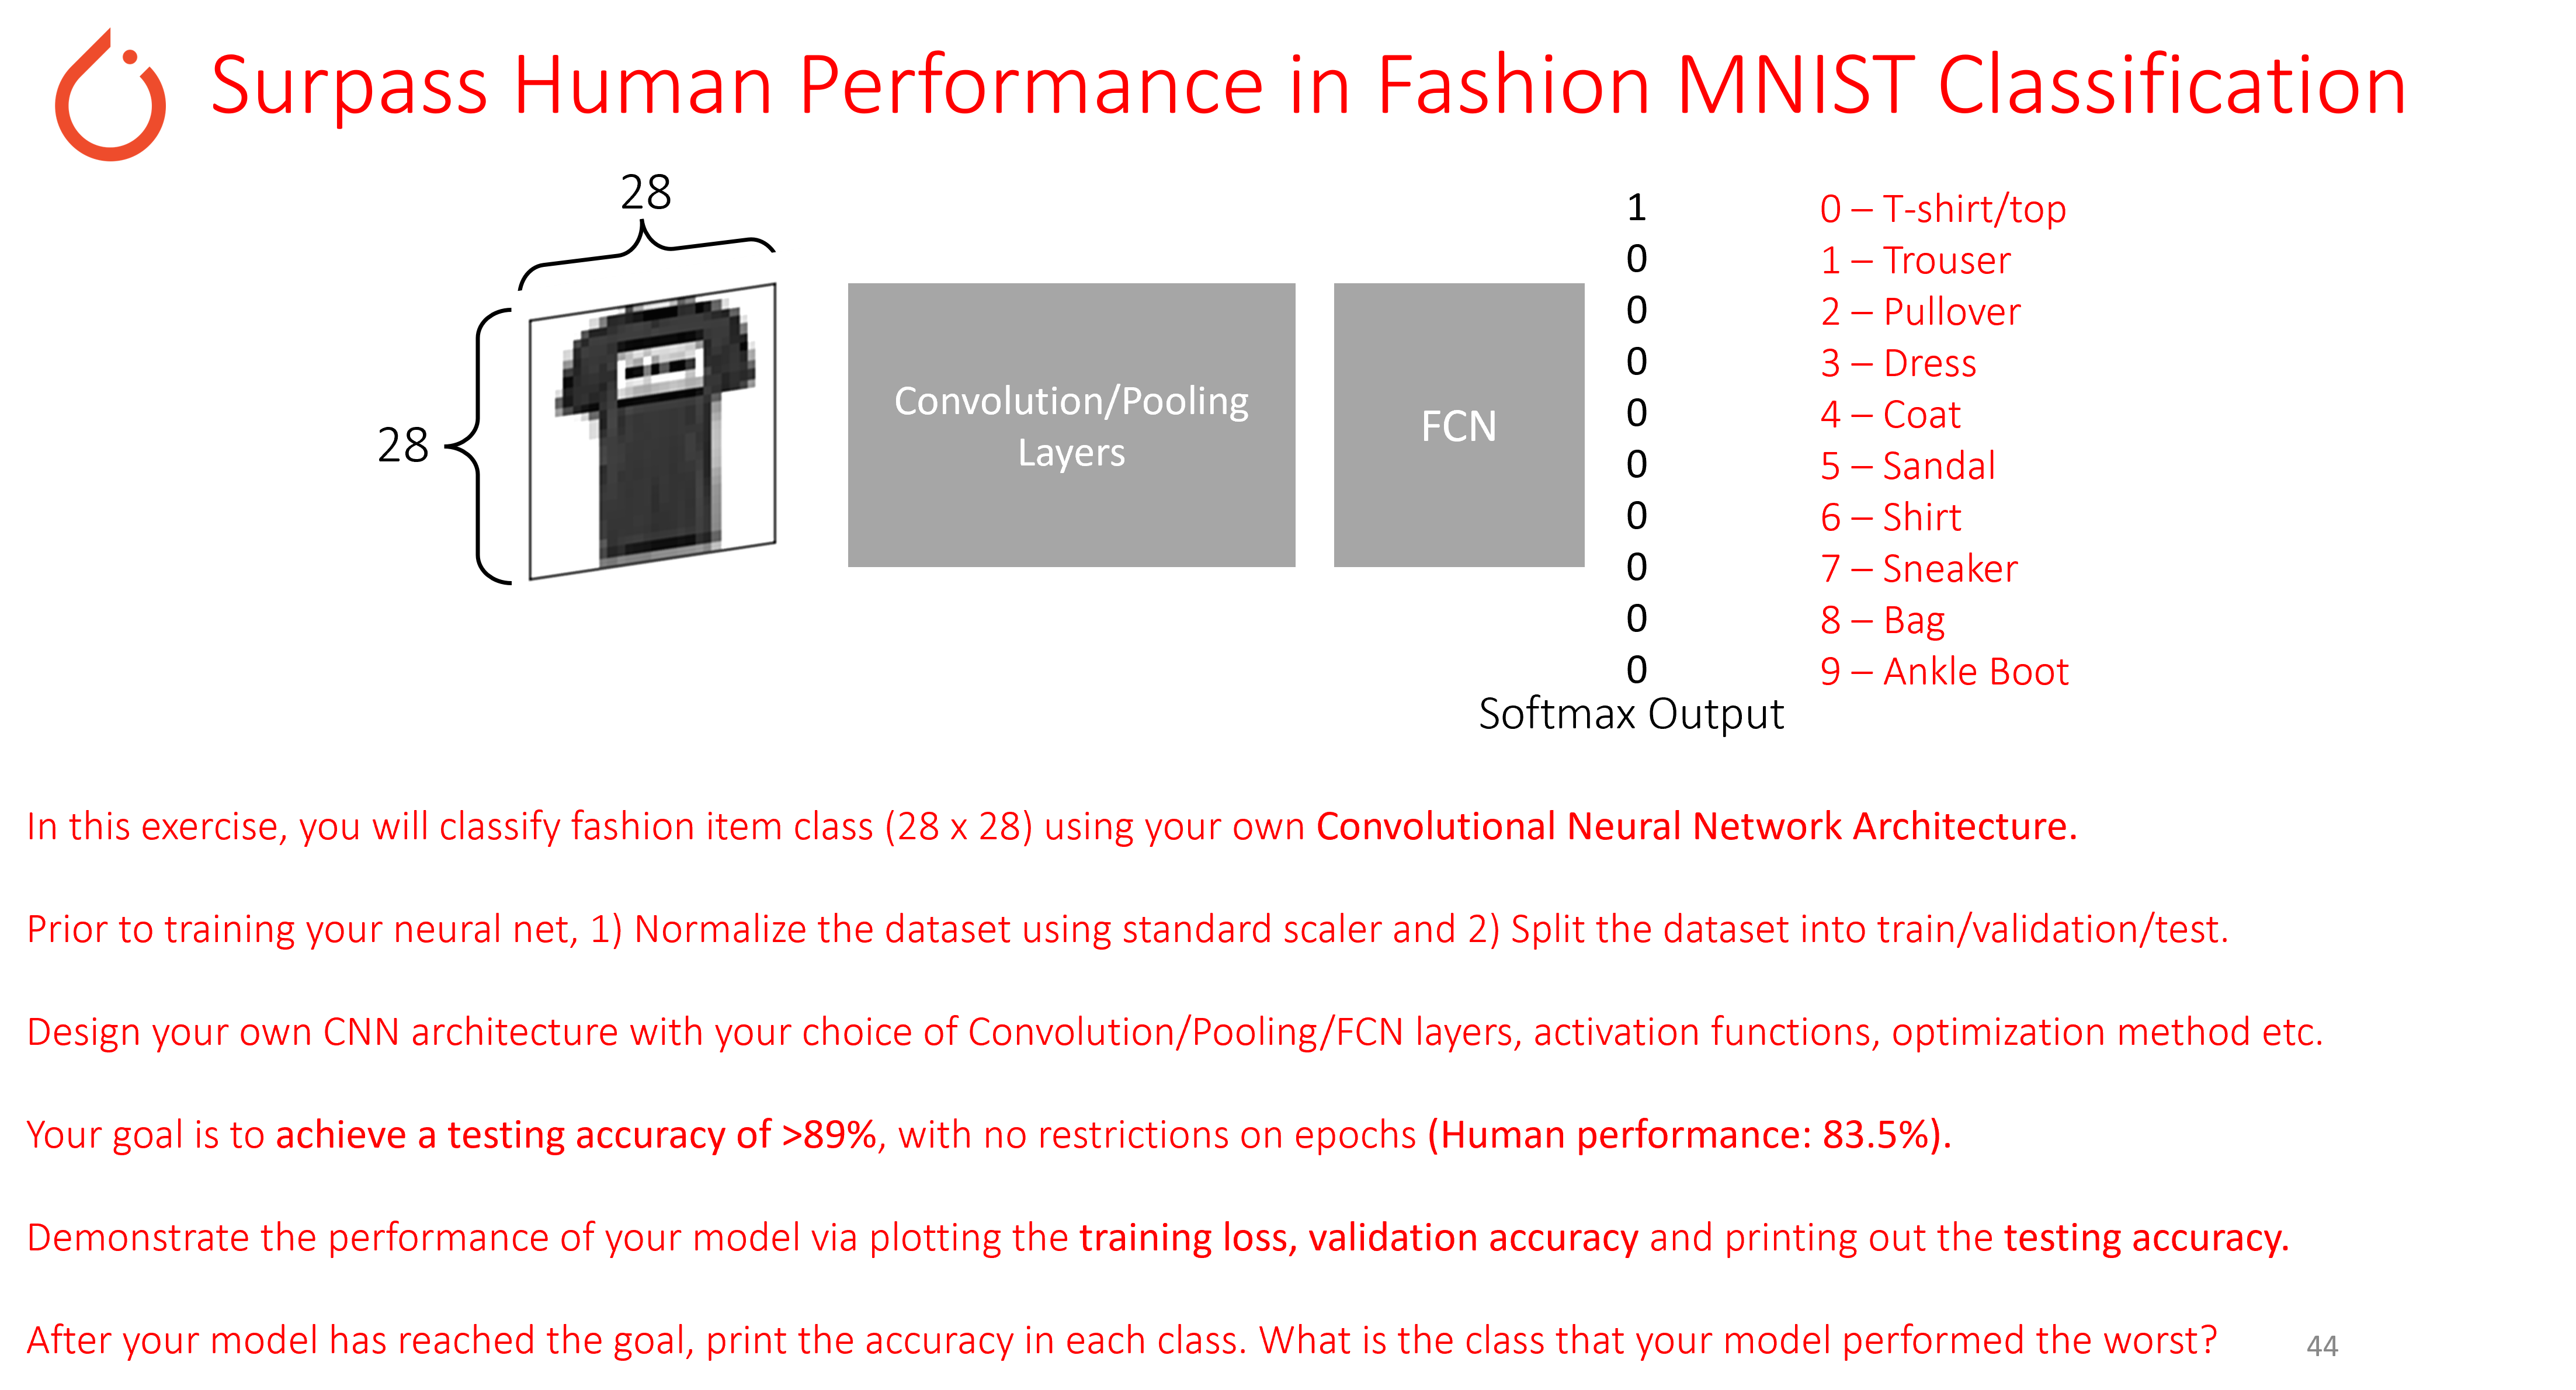 Surpass Human Performance in Fashion MNIST Classification
28
28
Convolution/Pooling
Layers
FCN
1
0
0
0
0
0
0
0
0
0
Softmax Output
0 – T-shirt/top
1 – Trouser
2 – Pullover
3 – Dress
4 – Coat
5 – Sandal
6 – Shirt
7 – Sneaker
8 – Bag
9 – Ankle Boot
In this exercise, you will classify fashion item class (28 x 28) using your own Convolutional Neural Network Architecture.
Prior to training your neural net, 1) Normalize the dataset using standard scaler and 2) Split the dataset into train/validation/test.
Design your own CNN architecture with your choice of Convolution/Pooling/FCN layers, activation functions, optimization method etc.
Your goal is to achieve a testing accuracy of >89%, with no restrictions on epochs (Human performance: 83.5%).
Demonstrate the performance of your model via plotting the training loss, validation accuracy and printing out the testing accuracy.
After your model has reached the goal, print the accuracy in each class. What is the class that your model performed the worst?
44